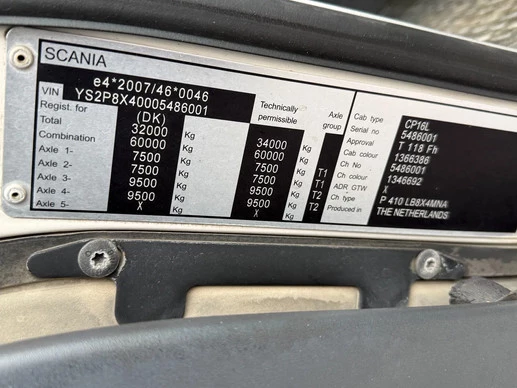 SCANIA
e4*2007/46*0046
VIN YS2P8X40005486001
Regist. for (DK) Technically permissible Axle group
Total 32000 Kg 34000 Kg
Combination 60000 Kg 60000 Kg
Axle 1- 7500 Kg 7500 Kg T1
Axle 2- 7500 Kg 7500 Kg T1
Axle 3- 9500 Kg 9500 Kg T2
Axle 4- 9500 Kg 9500 Kg T2
Axle 5- X Kg X Kg
Cab type CP16L
Serial no 5486001
Approval T 118 Fh
Cab colour 1366386
Ch No 5486001
Ch colour 1346692
ADR_GTW X
Ch type P 410 LB8X4MNA
Produced in THE NETHERLANDS